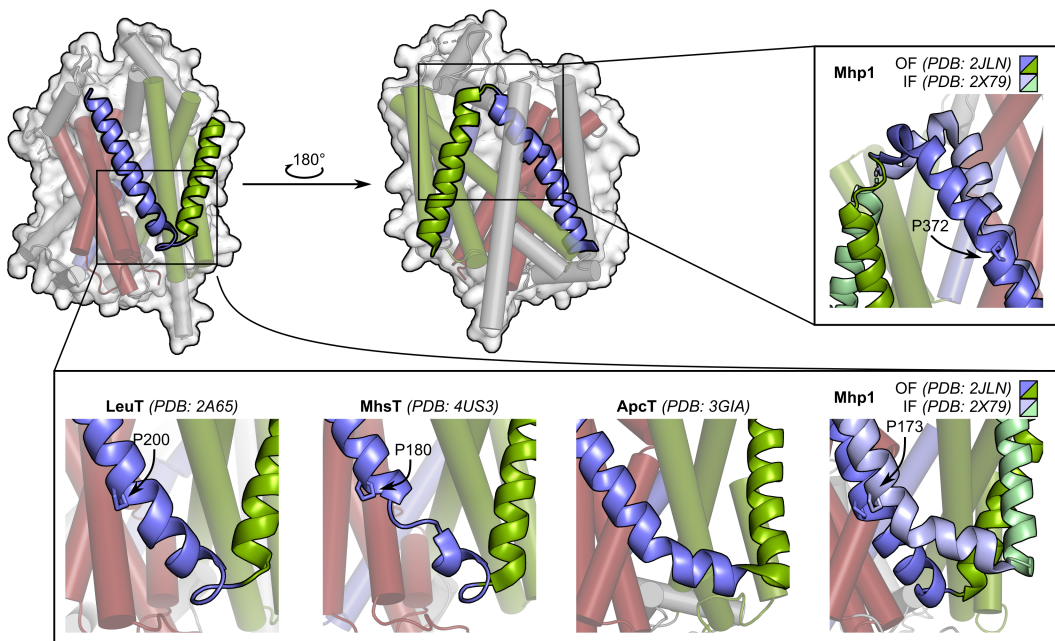 180°
Mhp1
OF (PDB: 2JLN)
IF (PDB: 2X79)
P372
LeuT (PDB: 2A65)
P200
MhsT (PDB: 4US3)
P180
ApcT (PDB: 3GIA)
Mhp1
OF (PDB: 2JLN)
IF (PDB: 2X79)
P173